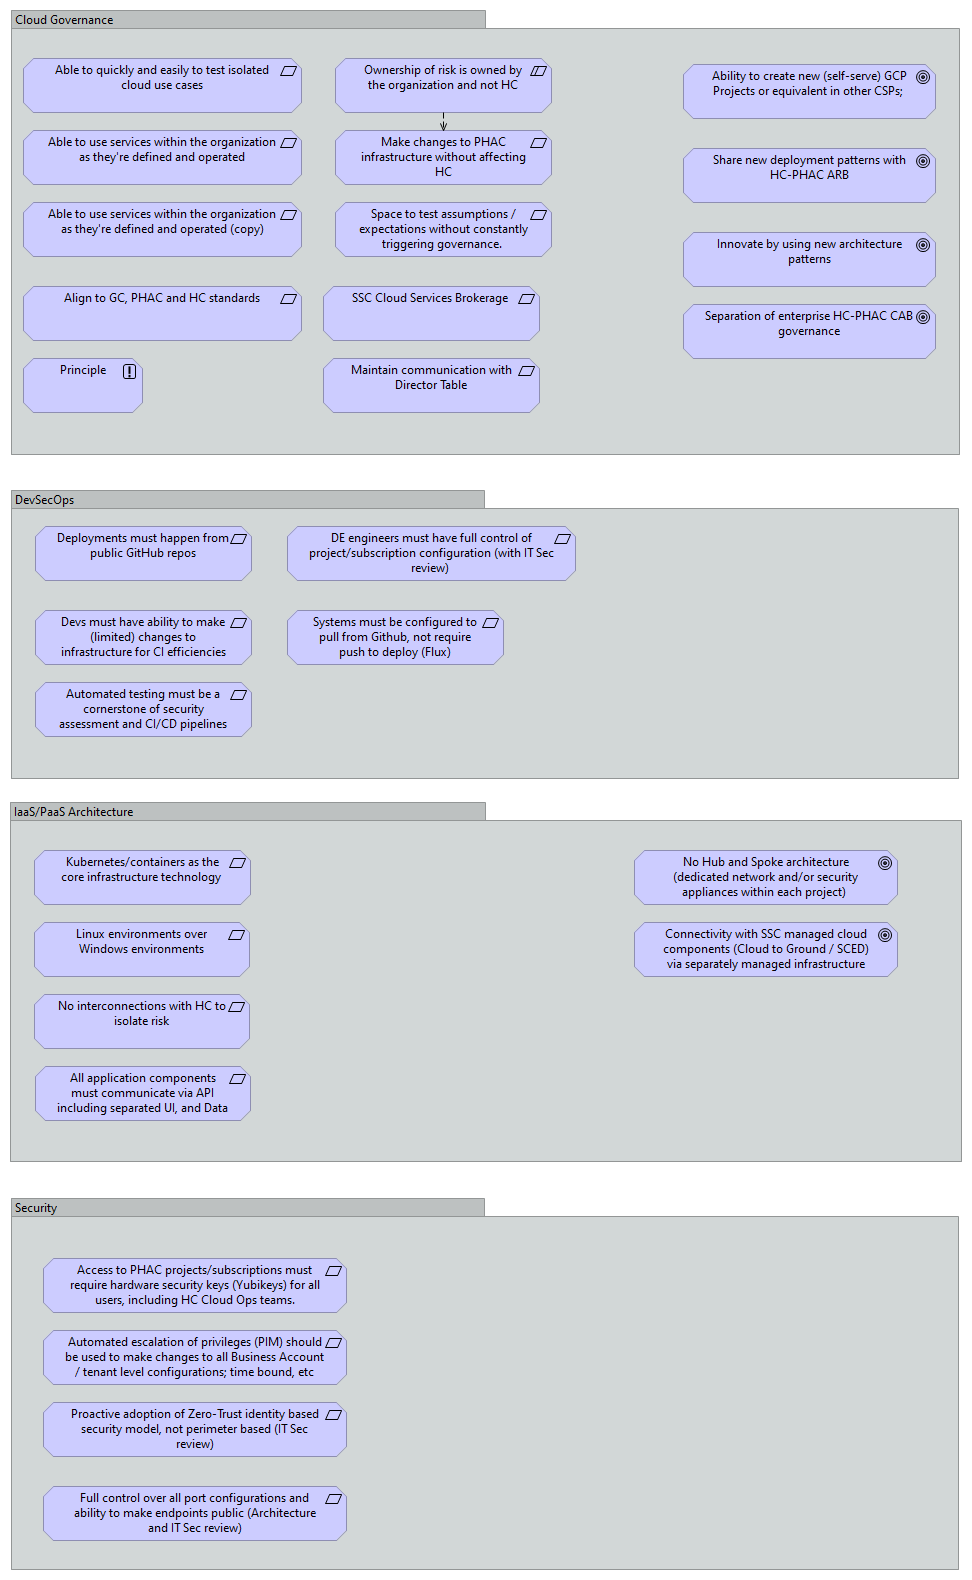 Cloud Governance
Able to quickly and easily to test isolated
cloud use cases
Able to use services within the organization
as they're defined and operated
Able to use services within the organization
as they're defined and operated (copy)
Align to GC, PHAC and HC standards
Principle
Ownership of risk is owned by
the organization and not HC
Make changes to PHAC
infrastructure without affecting
HC
Space to test assumptions /
expectations without constantly
triggering governance.
SSC Cloud Services Brokerage
Maintain communication with
Director Table
Ability to create new (self-serve) GCP
Projects or equivalent in other CSPs;
Share new deployment patterns with
HC-PHAC ARB
Innovate by using new architecture
patterns
Separation of enterprise HC-PHAC CAB
governance
DevSecOps
Deployments must happen from
public GitHub repos
Devs must have ability to make
(limited) changes to
infrastructure for CI efficiencies
Automated testing must be a
cornerstone of security
assessment and CI/CD pipelines
DE engineers must have full control of
project/subscription configuration (with IT Sec
review)
Systems must be configured to
pull from Github, not require
push to deploy (Flux)
IaaS/PaaS Architecture
Kubernetes/containers as the
core infrastructure technology
Linux environments over
Windows environments
No interconnections with HC to
isolate risk
All application components
must communicate via API
including separated UI, and Data
No Hub and Spoke architecture
(dedicated network and/or security
appliances within each project)
Connectivity with SSC managed cloud
components (Cloud to Ground / SCED)
via separately managed infrastructure
Security
Access to PHAC projects/subscriptions must
require hardware security keys (Yubikeys) for all
users, including HC Cloud Ops teams.
Automated escalation of privileges (PIM) should
be used to make changes to all Business Account
/ tenant level configurations; time bound, etc
Proactive adoption of Zero-Trust identity based
security model, not perimeter based (IT Sec
review)
Full control over all port configurations and
ability to make endpoints public (Architecture
and IT Sec review)